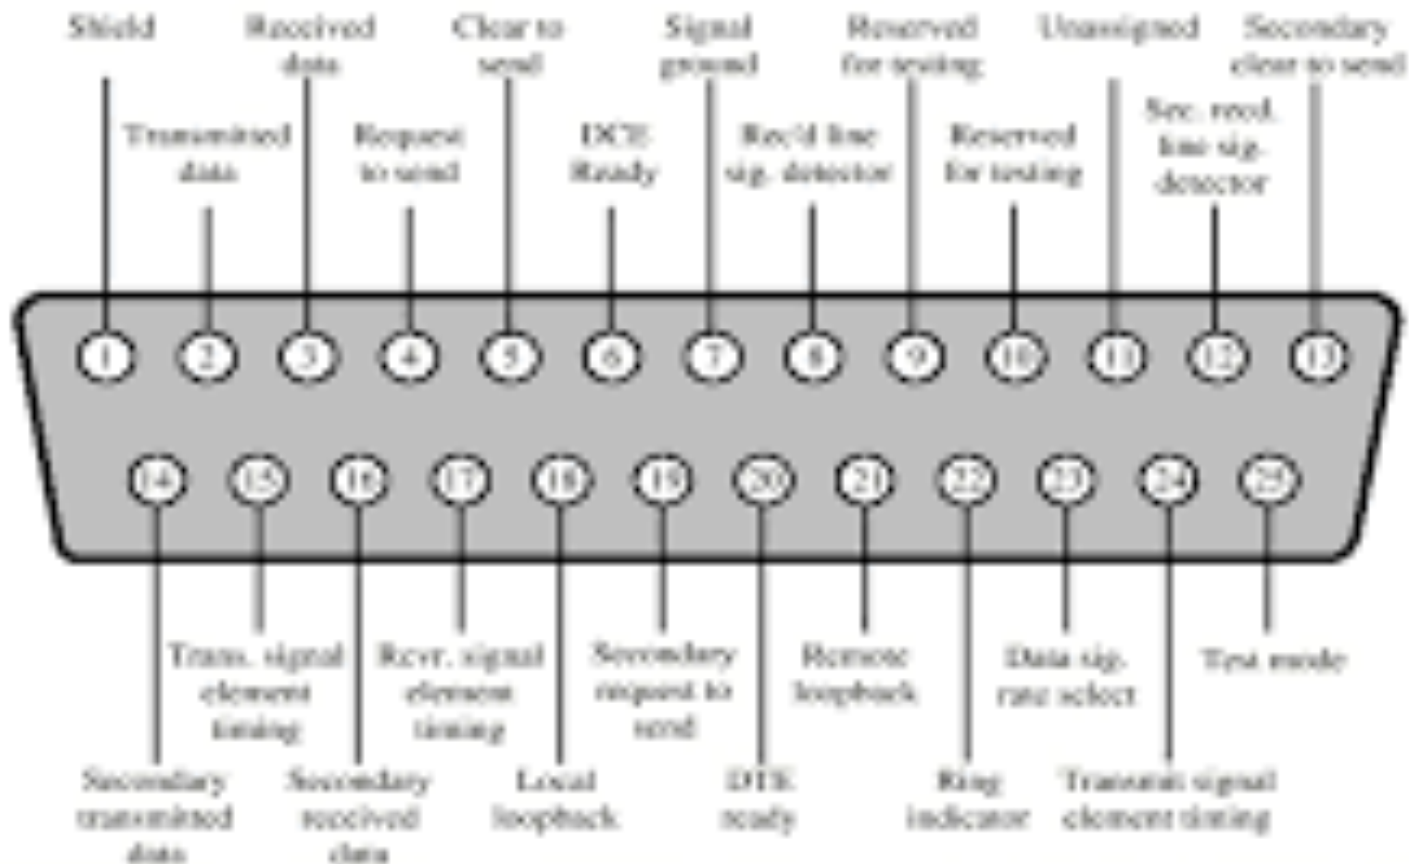 Shield
Received
data
Clear to
send
Signal
ground
Reserved
for testing
Unassigned
Secondary
clear to send
Transmitted
data
Request
to send
DCE
Ready
Rec'd line
sig. detector
Reserved
for testing
Sec. recd.
line sig.
detector
1 2 3 4 5 6 7 8 9 10 11 12 13
14 15 16 17 18 19 20 21 22 23 24 25
Trans. signal
element
timing
Rcvr. signal
element
timing
Secondary
request to
send
Remote
loopback
Data sig.
rate select
Test mode
Secondary
transmitted
data
Secondary
received
data
Local
loopback
DTE
ready
Ring
indicator
Transmit signal
element timing